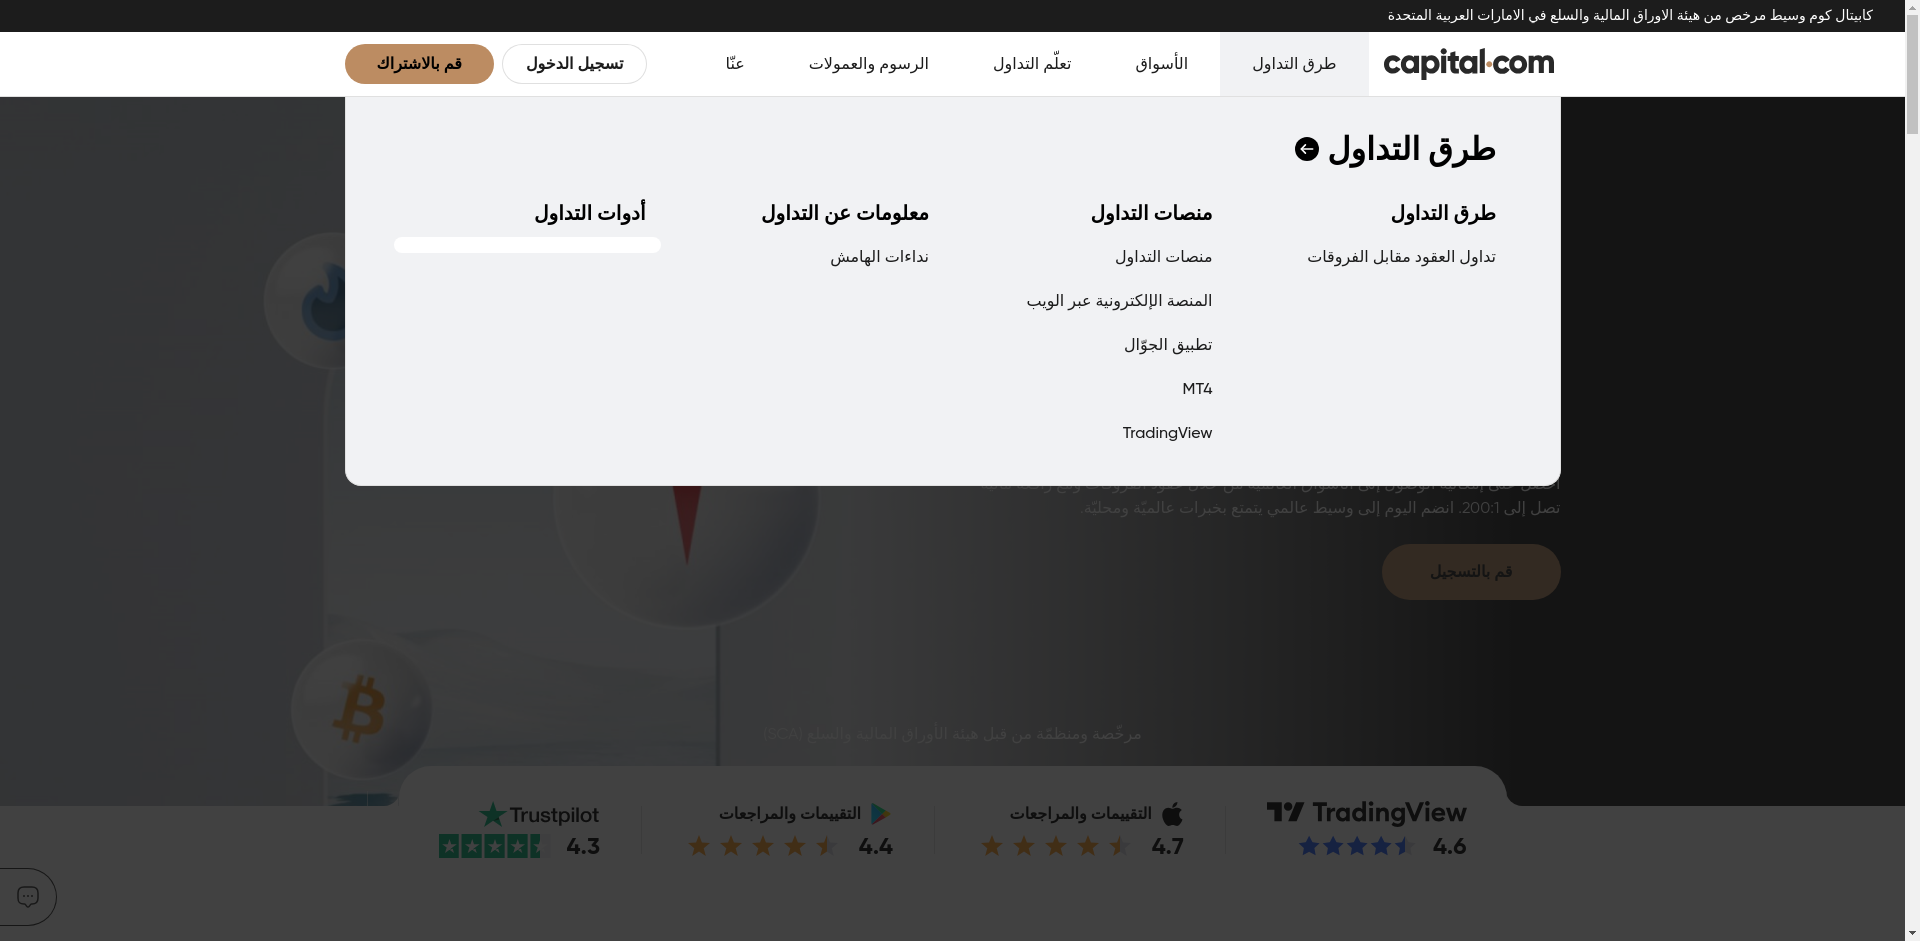 كابيتال كوم وسيط مرخص من هيئة الاوراق المالية والسلع في الامارات العربية المتحدة
capital.com
طرق التداول
الأسواق
تعلّم التداول
الرسوم والعمولات
عنّا
تسجيل الدخول
قم بالاشتراك
طرق التداول
طرق التداول
تداول العقود مقابل الفروقات
منصات التداول
منصات التداول
المنصة الإلكترونية عبر الويب
تطبيق الجوّال
MT4
TradingView
معلومات عن التداول
نداءات الهامش
أدوات التداول
تصل إلى 200:1. انضم اليوم إلى وسيط عالمي يتمتع بخبرات عالميّة ومحليّة.
قم بالتسجيل
مرخّصة ومنظمّة من قبل هيئة الأوراق المالية والسلع (SCA)
TradingView
4.6
التقييمات والمراجعات
4.7
التقييمات والمراجعات
4.4
Trustpilot
4.3